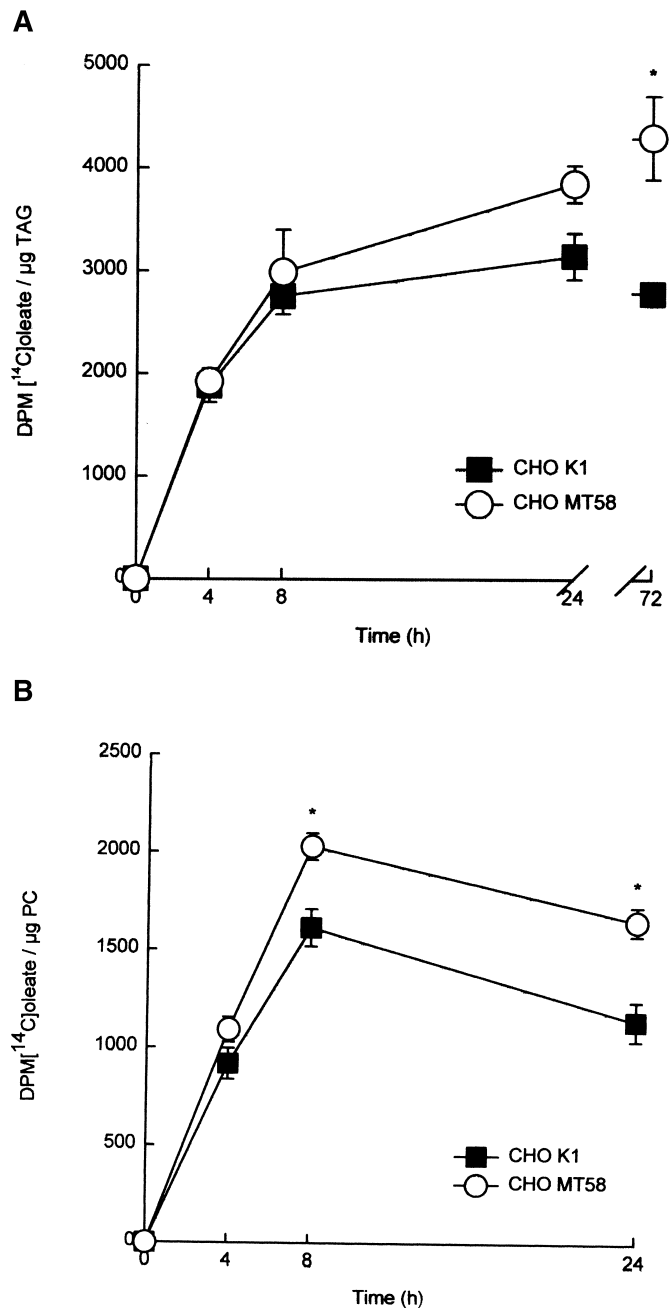 A
5000
*
4000
3000
2000
1000
0
DPM [14C]oleate / µg TAG
CHO K1
CHO MT58
0 4 8 24 72
Time (h)
B
2500
*
2000
*
1500
1000
500
0
DPM[14C]oleate / µg PC
CHO K1
CHO MT58
0 4 8 24
Time (h)